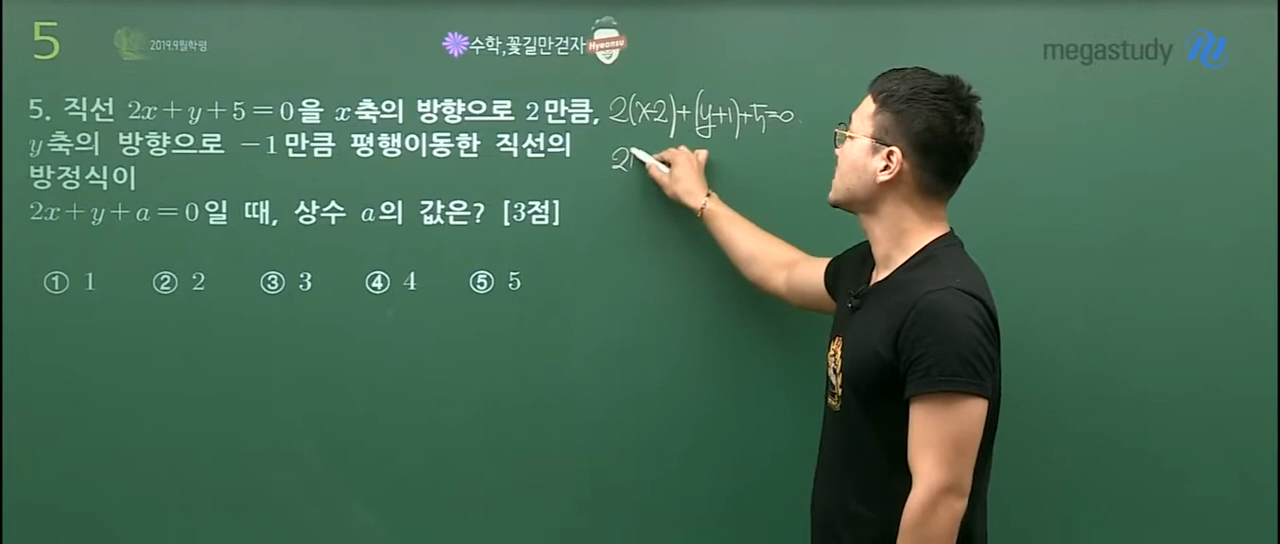 5
2019.9월학평
수학,꽃길만걷자
Hyeonsu
megastudy
5. 직선 2x+y+5=0을 x축의 방향으로 2만큼,
y축의 방향으로 -1만큼 평행이동한 직선의
방정식이
2x+y+a=0일 때, 상수 a의 값은? [3점]
① 1 ② 2 ③ 3 ④ 4 ⑤ 5
2(x-2)+(y+1)+5=0.
2